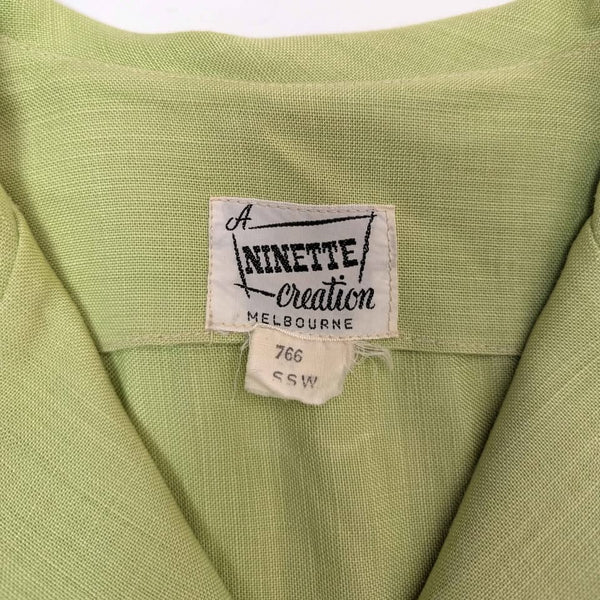 A
NINETTE
Creation
MELBOURNE
766
SSW